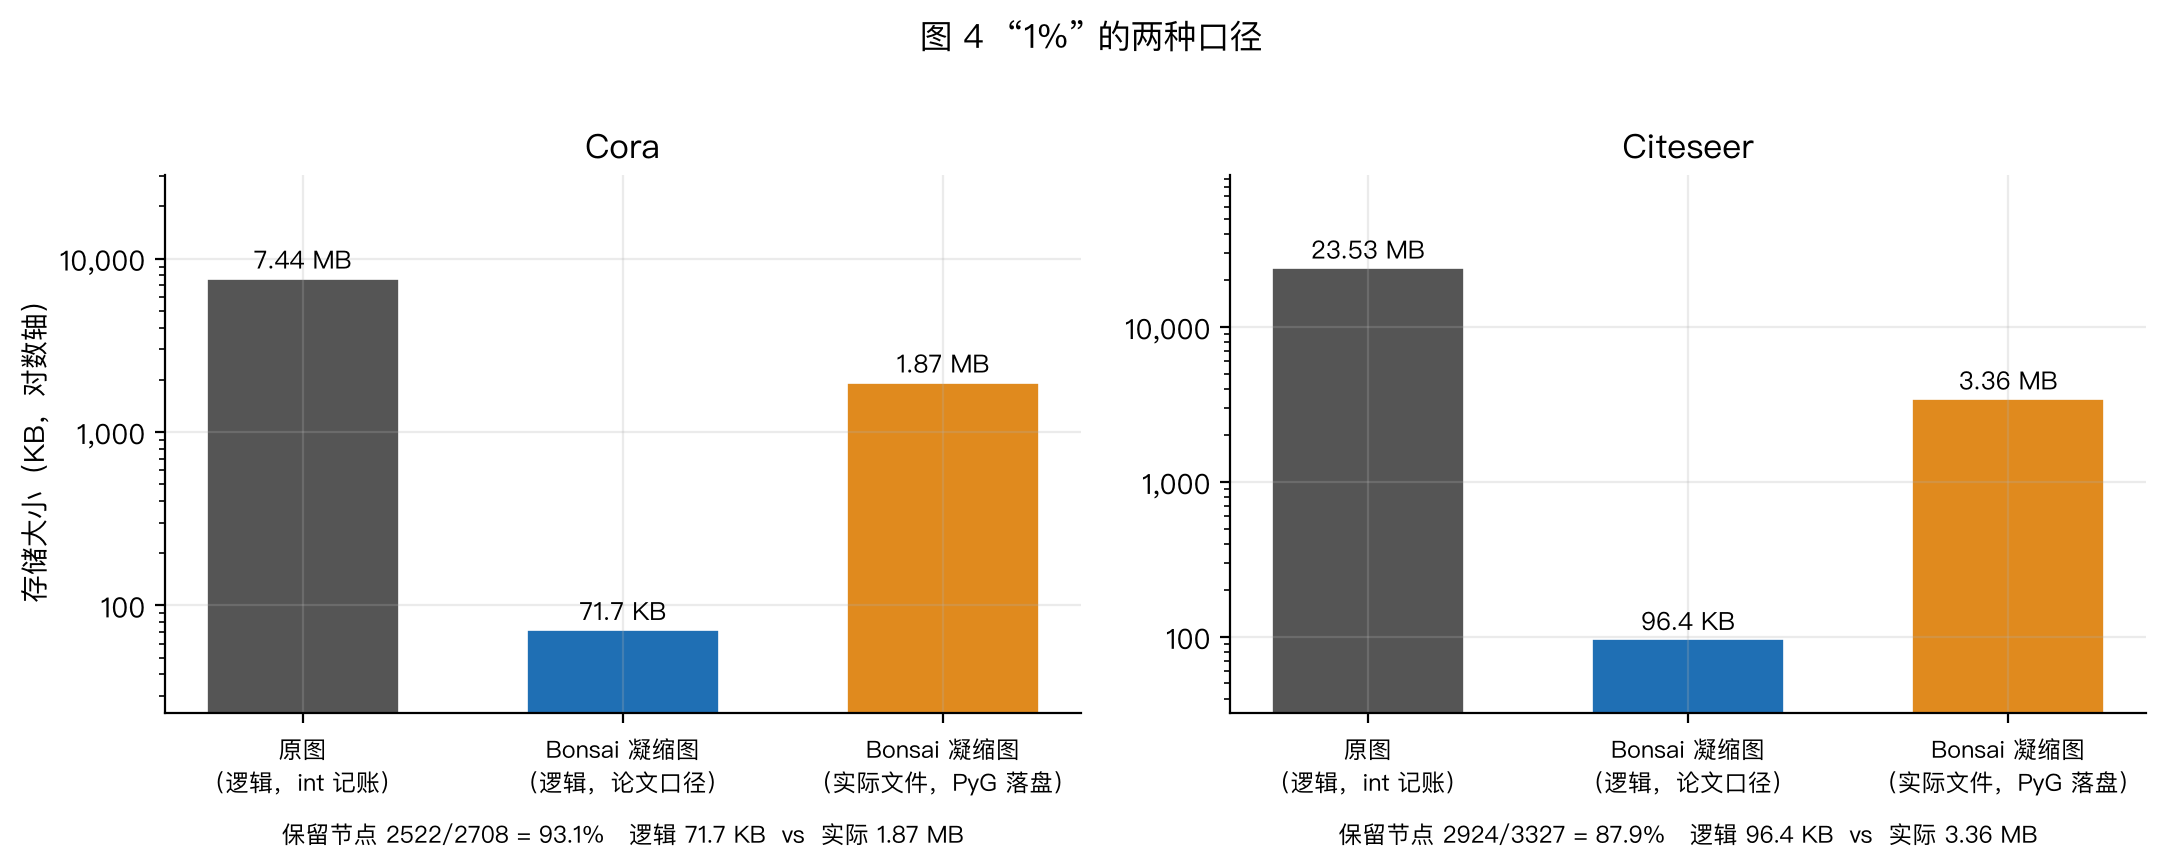 图 4 “1%” 的两种口径
Cora
存储大小（KB，对数轴）
10,000
1,000
100
7.44 MB
71.7 KB
1.87 MB
原图
（逻辑，int 记账）
Bonsai 凝缩图
（逻辑，论文口径）
Bonsai 凝缩图
（实际文件，PyG 落盘）
保留节点 2522/2708 = 93.1% 逻辑 71.7 KB vs 实际 1.87 MB
Citeseer
10,000
1,000
100
23.53 MB
96.4 KB
3.36 MB
原图
（逻辑，int 记账）
Bonsai 凝缩图
（逻辑，论文口径）
Bonsai 凝缩图
（实际文件，PyG 落盘）
保留节点 2924/3327 = 87.9% 逻辑 96.4 KB vs 实际 3.36 MB